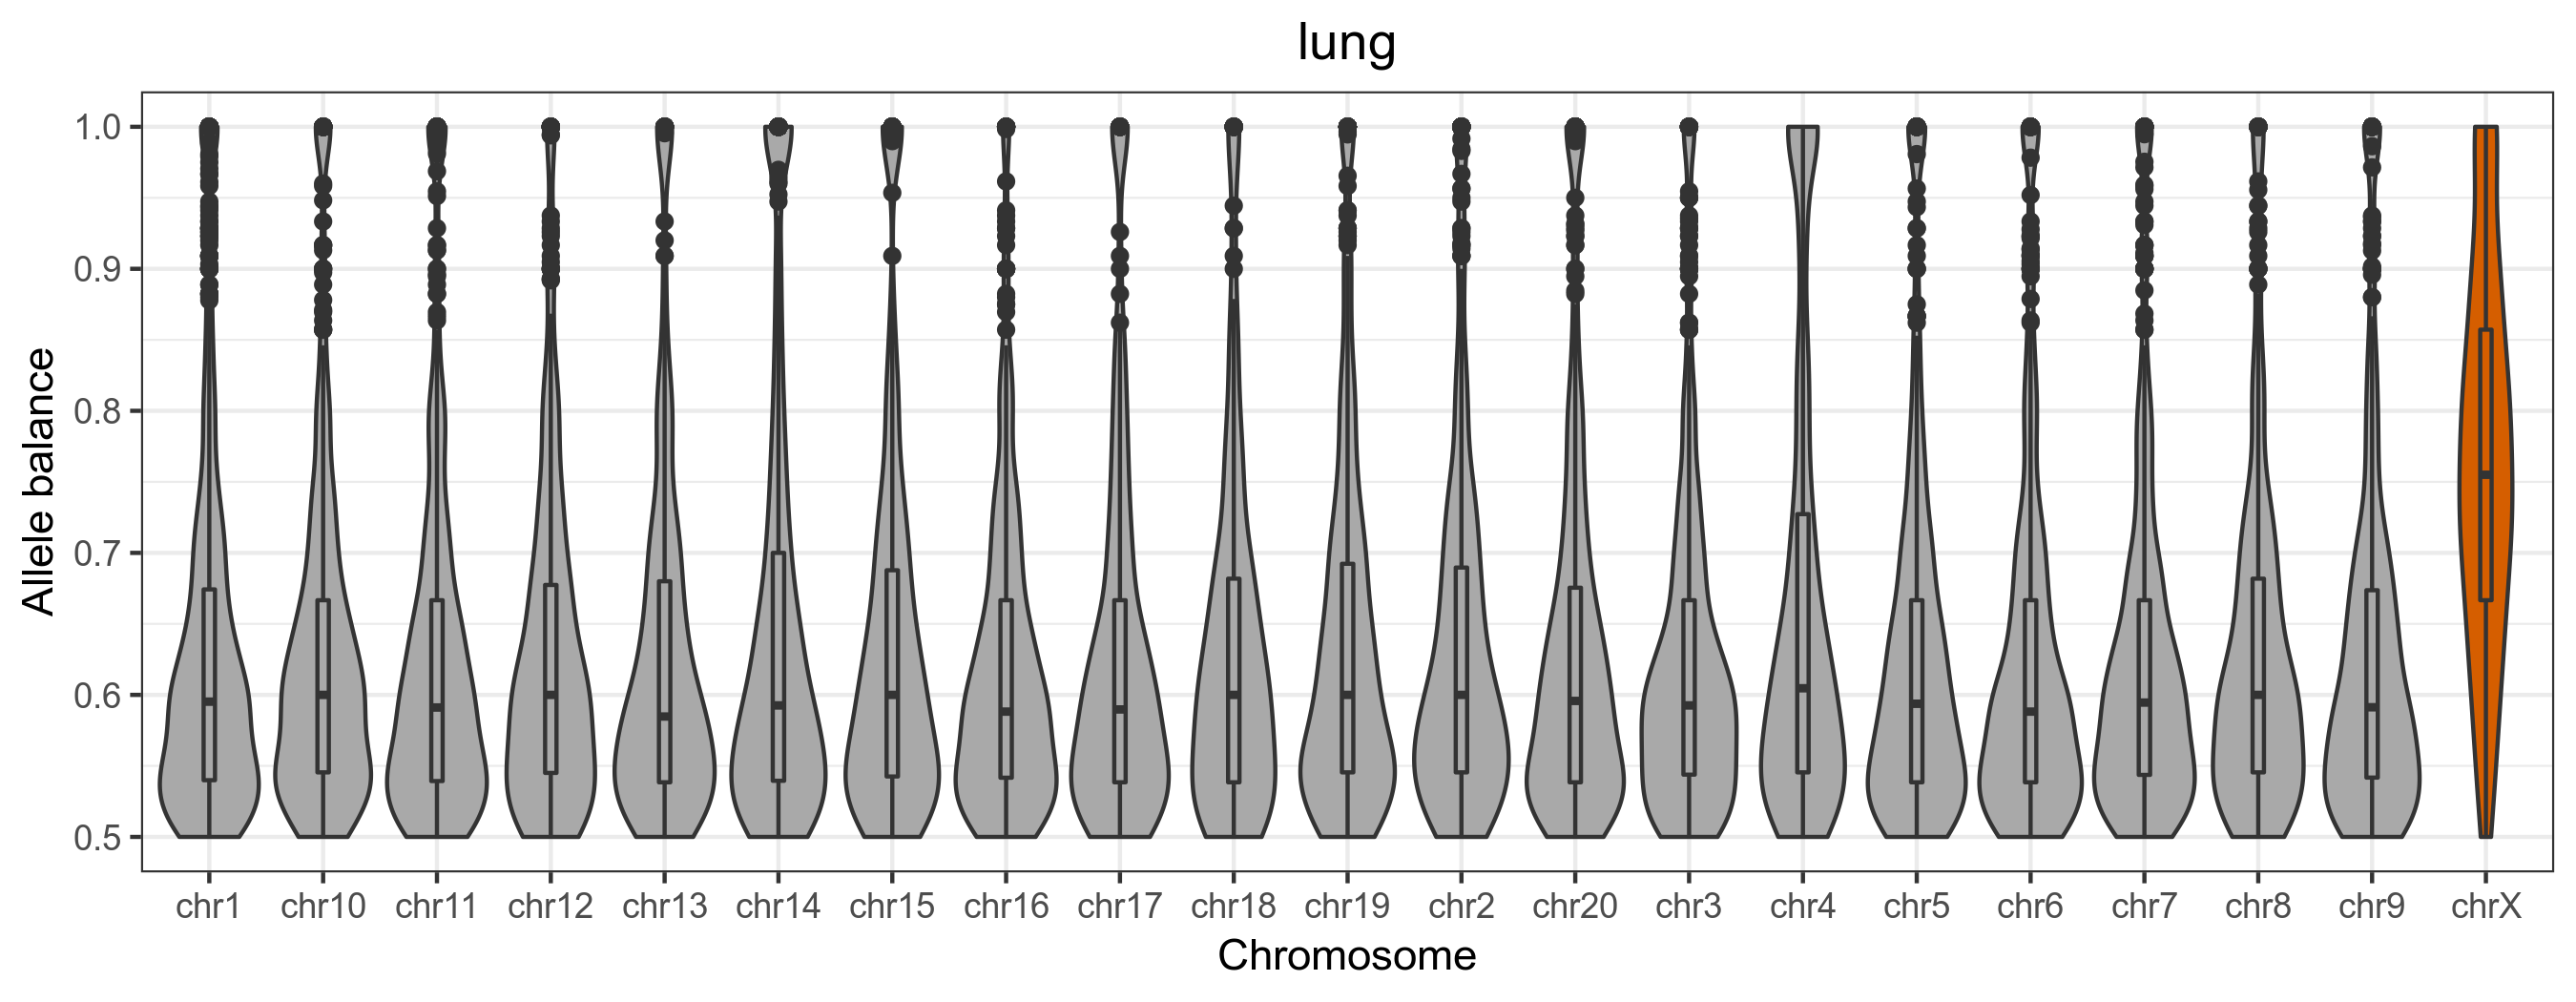 lung
Allele balance
1.0
0.9
0.8
0.7
0.6
0.5
chr1 chr10 chr11 chr12 chr13 chr14 chr15 chr16 chr17 chr18 chr19 chr2 chr20 chr3 chr4 chr5 chr6 chr7 chr8 chr9 chrX
Chromosome